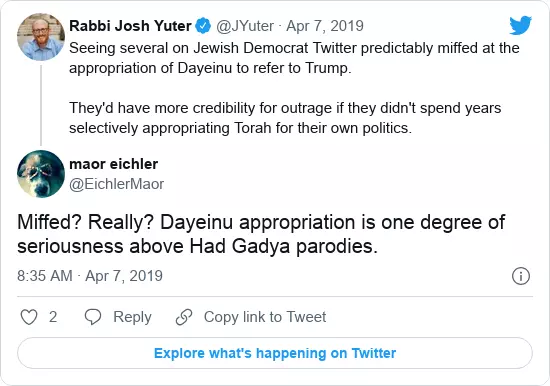 Rabbi Josh Yuter @JYuter · Apr 7, 2019
Seeing several on Jewish Democrat Twitter predictably miffed at the
appropriation of Dayeinu to refer to Trump.
They'd have more credibility for outrage if they didn't spend years
selectively appropriating Torah for their own politics.
maor eichler
@EichlerMaor
Miffed? Really? Dayeinu appropriation is one degree of
seriousness above Had Gadya parodies.
8:35 AM · Apr 7, 2019
2 Reply Copy link to Tweet
Explore what's happening on Twitter